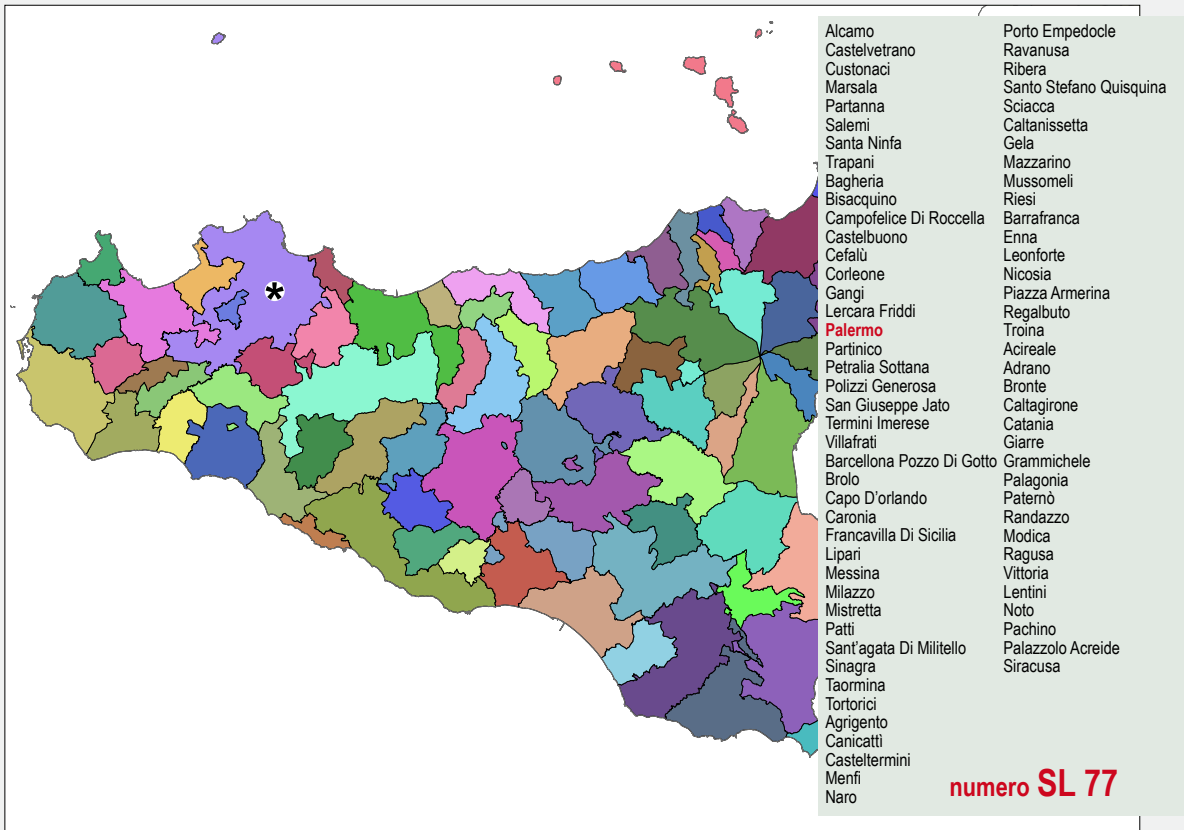 Alcamo
Castelvetrano
Custonaci
Marsala
Partanna
Salemi
Santa Ninfa
Trapani
Bagheria
Bisacquino
Campofelice Di Roccella
Castelbuono
Cefalù
Corleone
Gangi
Lercara Friddi
Palermo
Partinico
Petralia Sottana
Polizzi Generosa
San Giuseppe Jato
Termini Imerese
Villafrati
Barcellona Pozzo Di Gotto
Brolo
Capo D'orlando
Caronia
Francavilla Di Sicilia
Lipari
Messina
Milazzo
Mistretta
Patti
Sant'agata Di Militello
Sinagra
Taormina
Tortorici
Agrigento
Canicattì
Casteltermini
Menfi
Naro
Porto Empedocle
Ravanusa
Ribera
Santo Stefano Quisquina
Sciacca
Caltanissetta
Gela
Mazzarino
Mussomeli
Riesi
Barrafranca
Enna
Leonforte
Nicosia
Piazza Armerina
Regalbuto
Troina
Acireale
Adrano
Bronte
Caltagirone
Catania
Giarre
Grammichele
Palagonia
Paternò
Randazzo
Modica
Ragusa
Vittoria
Lentini
Noto
Pachino
Palazzolo Acreide
Siracusa
numero SL 77
*